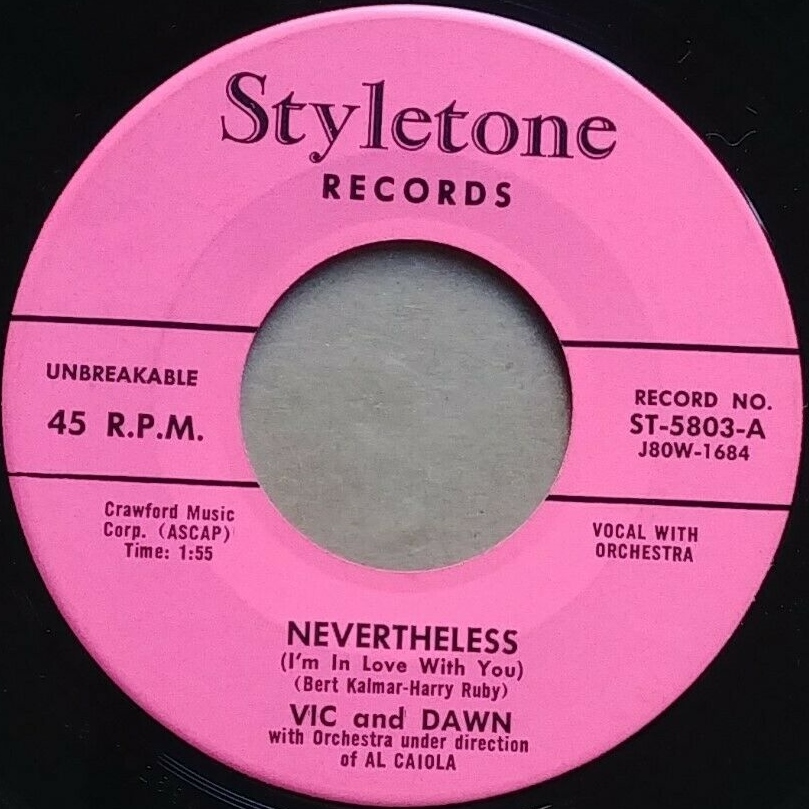 Styletone
RECORDS
UNBREAKABLE
45 R.P.M.
RECORD NO.
ST-5803-A
J80W-1684
Crawford Music
Corp. (ASCAP)
Time: 1:55
VOCAL WITH
ORCHESTRA
NEVERTHELESS
(I'm In Love With You)
(Bert Kalmar-Harry Ruby)
VIC and DAWN
with Orchestra under direction
of AL CAIOLA